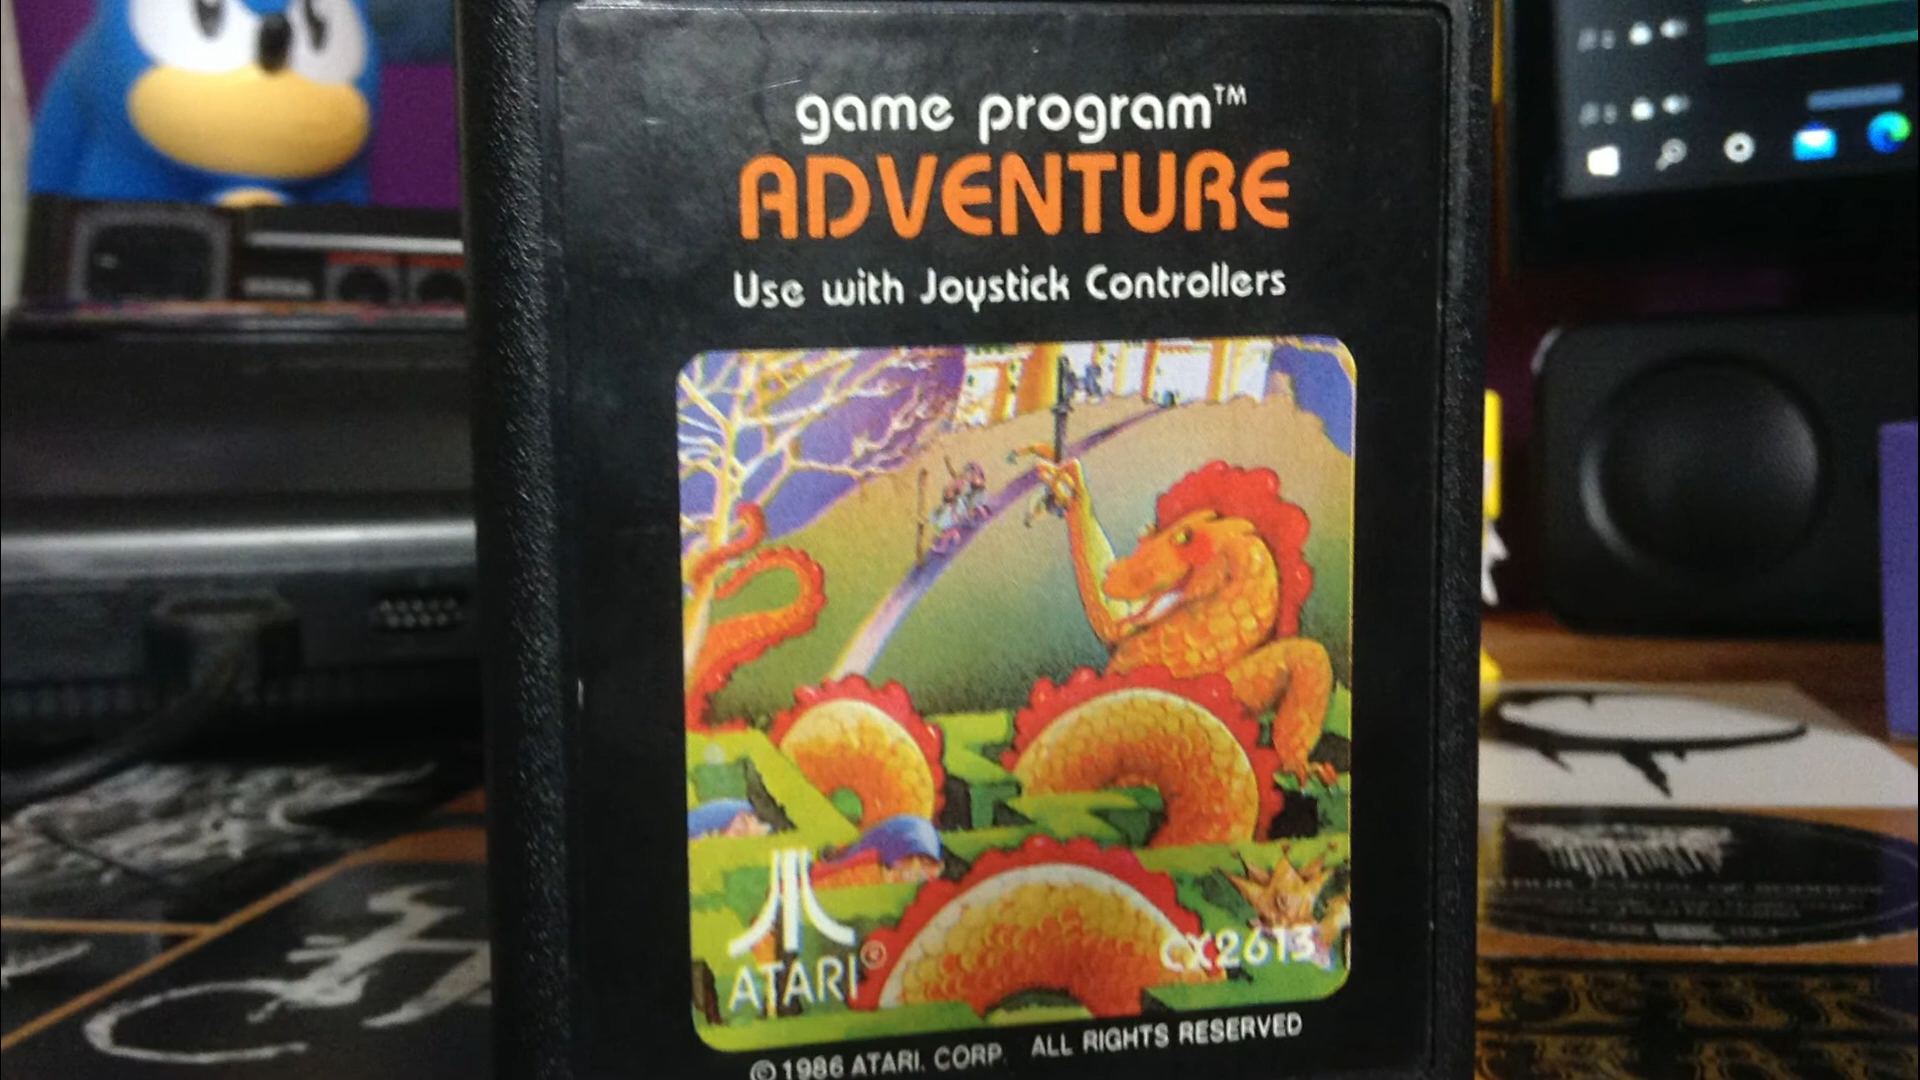 game program™
ADVENTURE
Use with Joystick Controllers
ATARI®
CX2613
© 1986 ATARI. CORP. ALL RIGHTS RESERVED